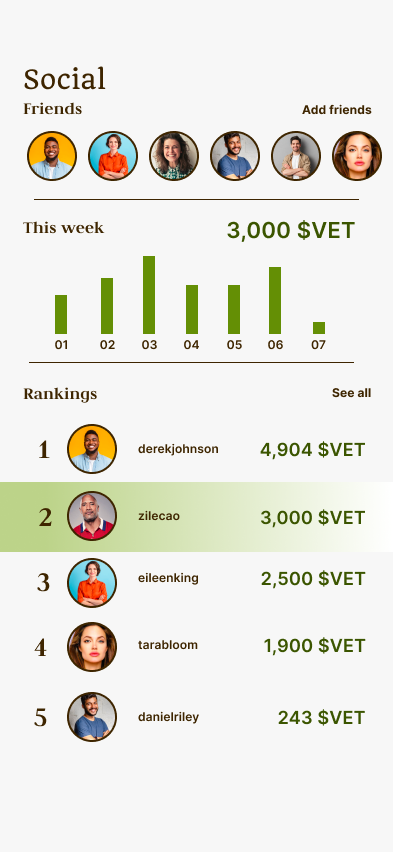 Social
Friends Add friends
This week 3,000 $VET
01 02 03 04 05 06 07
Rankings See all
1 derekjohnson 4,904 $VET
2 zilecao 3,000 $VET
3 eileenking 2,500 $VET
4 tarabloom 1,900 $VET
5 danielriley 243 $VET